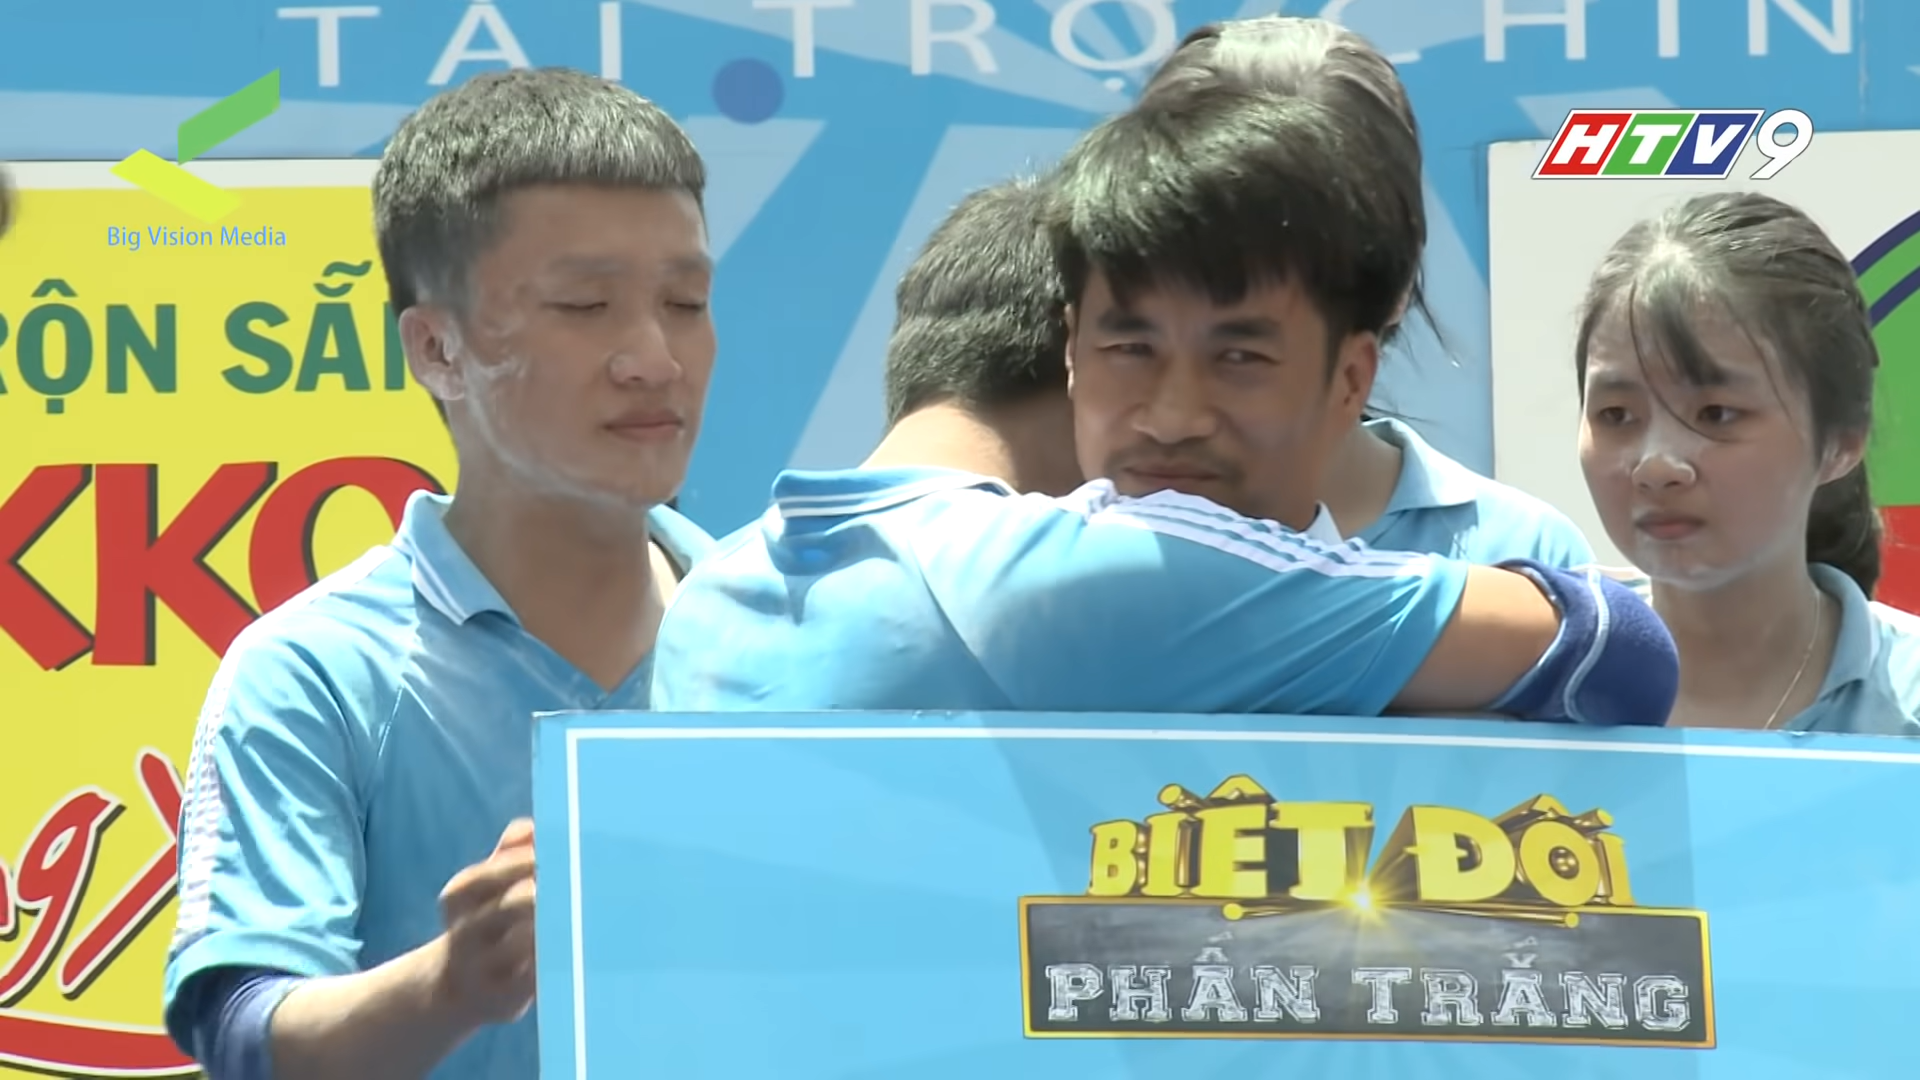 TÀI TRỢ CHÍN
HTV9
Big Vision Media
RỘN SẴ
KKO
BIỆT ĐỘI
PHẤN TRẮNG